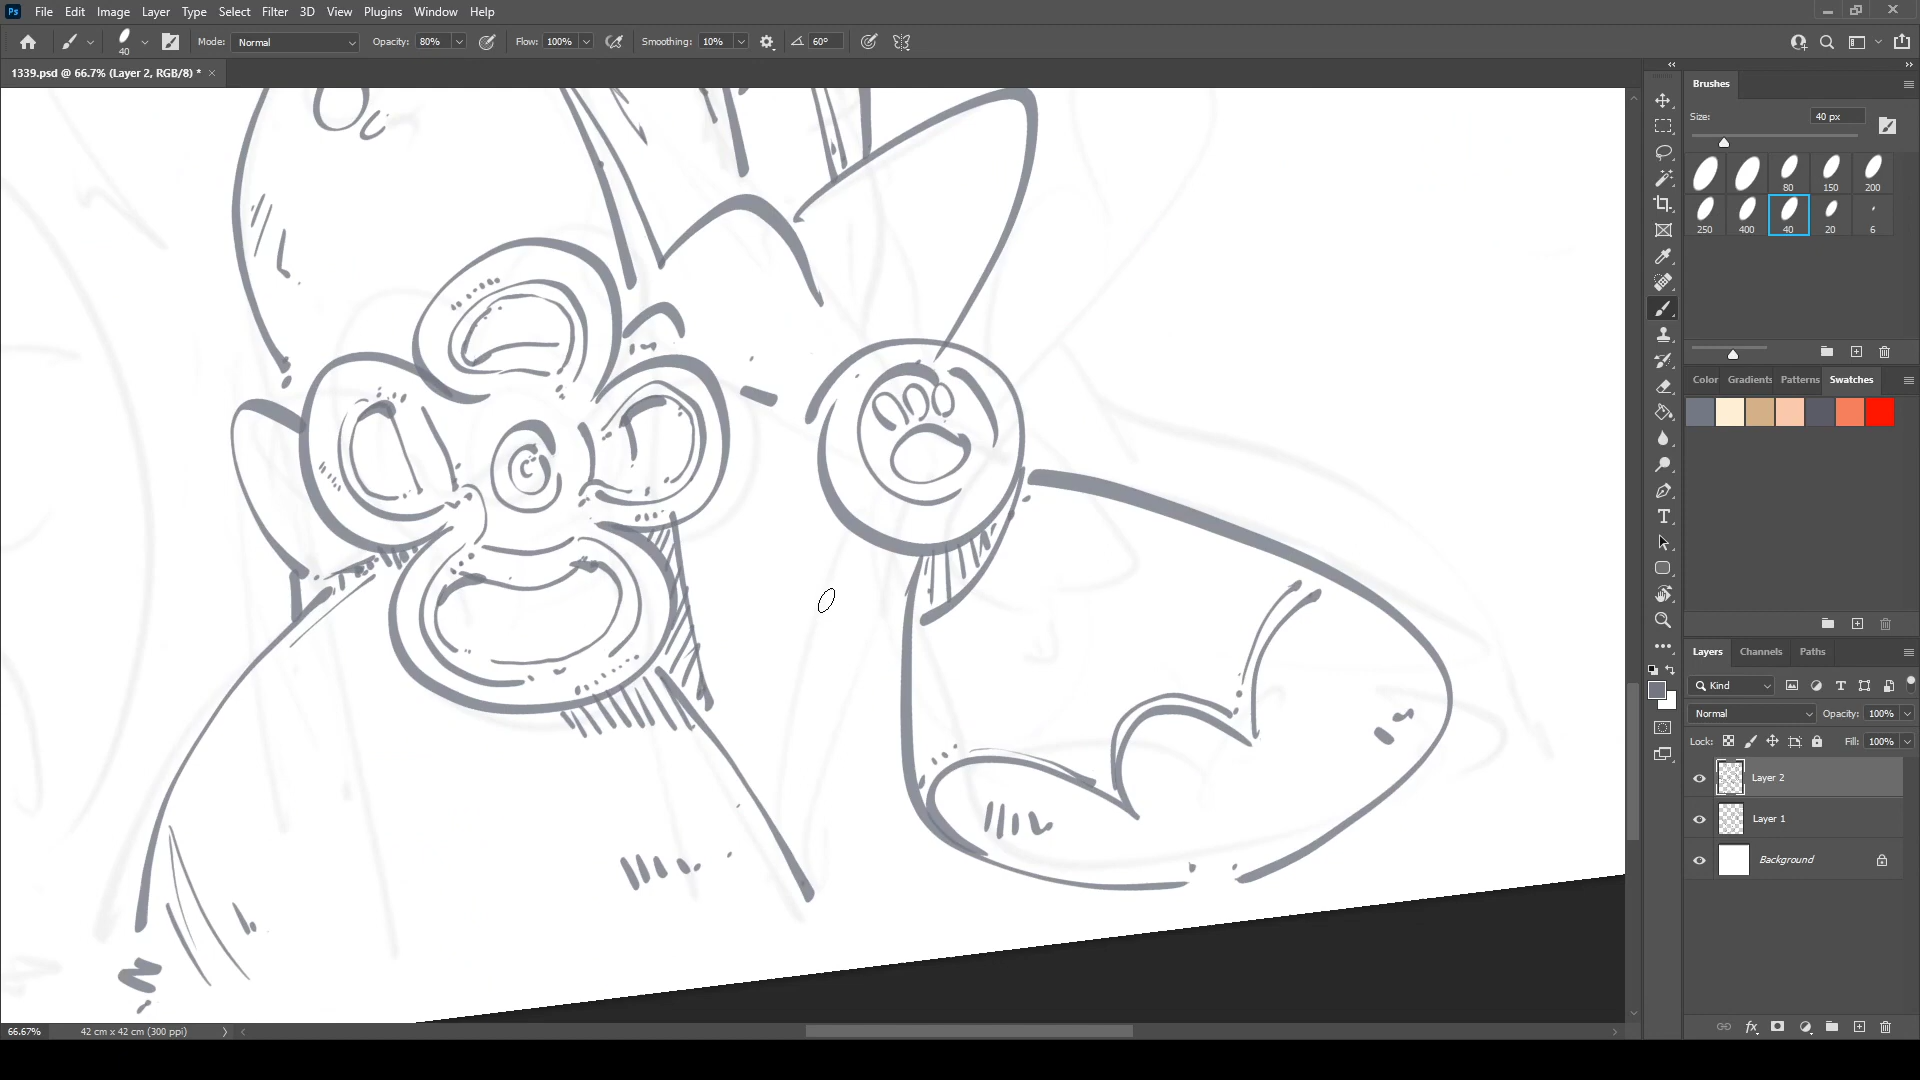 Ps File Edit Image Layer Type Select Filter 3D View Plugins Window Help
40 Mode: Normal Opacity: 80% Flow: 100% Smoothing: 10% 60°
1339.psd @ 66.7% (Layer 2, RGB/8) * ×
Brushes
Size: 40 px
80 150 200
250 400 40 20 6
Color Gradients Patterns Swatches
Layers Channels Paths
Kind
Normal Opacity: 100%
Lock: Fill: 100%
Layer 2
Layer 1
Background
66.67% 42 cm x 42 cm (300 ppi)